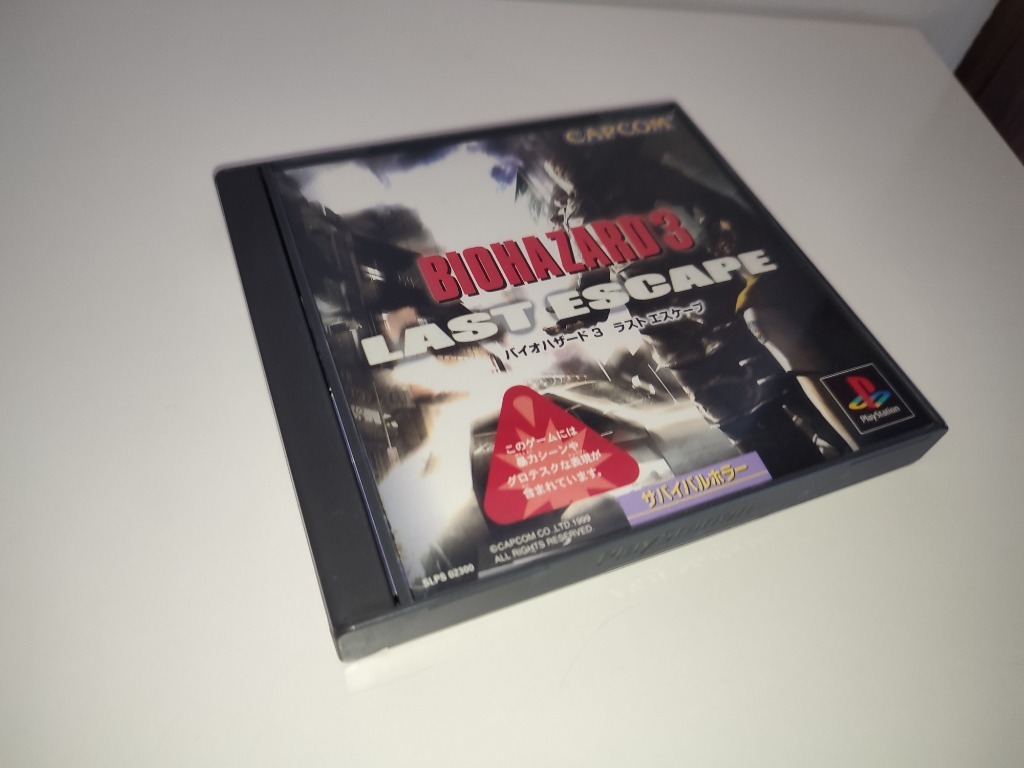 CAPCOM
BIOHAZARD 3
LAST ESCAPE
バイオハザード3 ラストエスケープ
このゲームには
暴力シーンや
グロテスクな表現が
含まれています。
サバイバルホラー
PlayStation
©CAPCOM CO.,LTD.1999
ALL RIGHTS RESERVED.
SLPS 02300
PlayStation